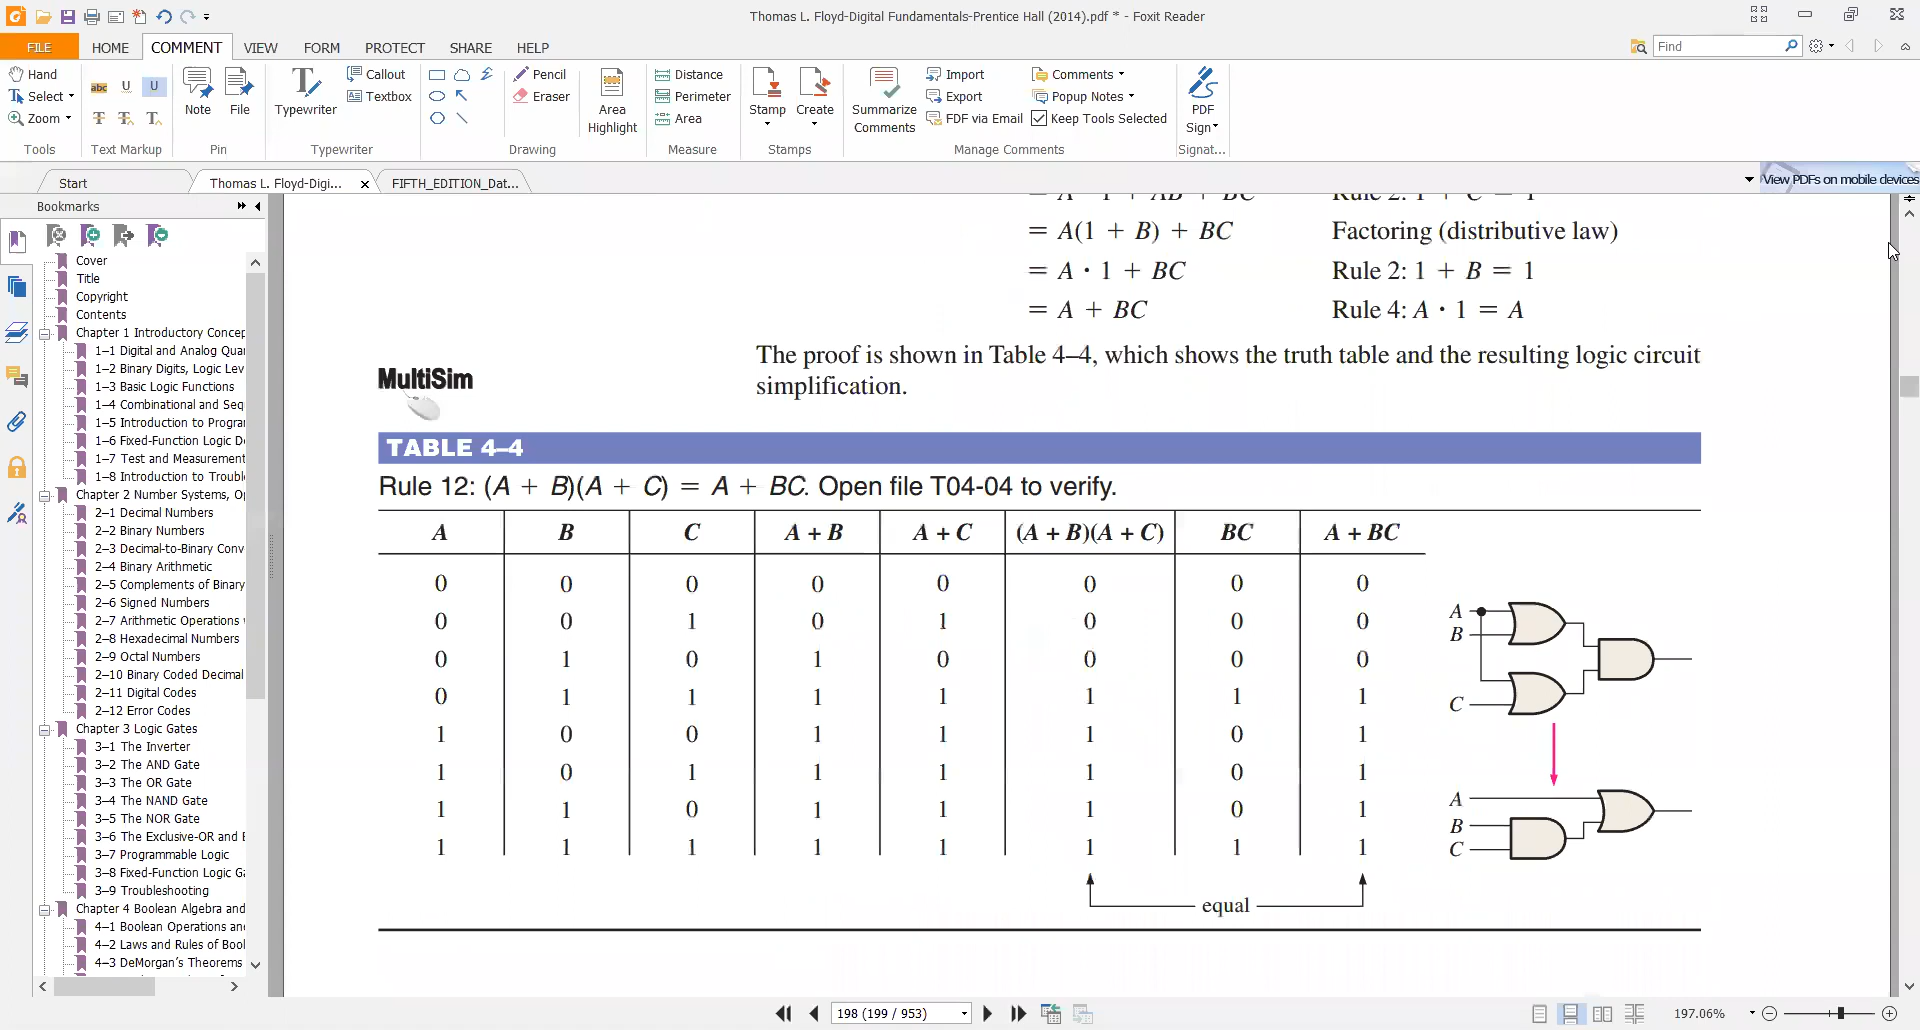 Thomas L. Floyd-Digital Fundamentals-Prentice Hall (2014).pdf * - Foxit Reader
FILE HOME COMMENT VIEW FORM PROTECT SHARE HELP
Find
Hand
Select
Zoom
Tools
abc U U
T T T
Text Markup
Note File
Pin
Typewriter
Callout
Textbox
Typewriter
Pencil
Eraser
Drawing
Area
Highlight
Distance
Perimeter
Area
Measure
Stamp Create
Stamps
Summarize
Comments
Import
Export
FDF via Email
Comments
Popup Notes
Keep Tools Selected
Manage Comments
PDF
Sign
Signat...
Start Thomas L. Floyd-Digi... FIFTH_EDITION_Dat... View PDFs on mobile devices
Bookmarks
Cover
Title
Copyright
Contents
Chapter 1 Introductory Concep
1–1 Digital and Analog Qua
1–2 Binary Digits, Logic Lev
1–3 Basic Logic Functions
1–4 Combinational and Seq
1–5 Introduction to Progra
1–6 Fixed-Function Logic D
1–7 Test and Measurement
1–8 Introduction to Troubl
Chapter 2 Number Systems, O
2–1 Decimal Numbers
2–2 Binary Numbers
2–3 Decimal-to-Binary Conv
2–4 Binary Arithmetic
2–5 Complements of Binary
2–6 Signed Numbers
2–7 Arithmetic Operations
2–8 Hexadecimal Numbers
2–9 Octal Numbers
2–10 Binary Coded Decimal
2–11 Digital Codes
2–12 Error Codes
Chapter 3 Logic Gates
3–1 The Inverter
3–2 The AND Gate
3–3 The OR Gate
3–4 The NAND Gate
3–5 The NOR Gate
3–6 The Exclusive-OR and E
3–7 Programmable Logic
3–8 Fixed-Function Logic Ga
3–9 Troubleshooting
Chapter 4 Boolean Algebra and
4–1 Boolean Operations an
4–2 Laws and Rules of Bool
4–3 DeMorgan's Theorems
= A · 1 + AB + BC Rule 2: 1 + C = 1
= A(1 + B) + BC Factoring (distributive law)
= A · 1 + BC Rule 2: 1 + B = 1
= A + BC Rule 4: A · 1 = A
The proof is shown in Table 4–4, which shows the truth table and the resulting logic circuit
simplification.
MultiSim
TABLE 4–4
Rule 12: (A + B)(A + C) = A + BC. Open file T04-04 to verify.
A B C A + B A + C (A + B)(A + C) BC A + BC
0 0 0 0 0 0 0 0
0 0 1 0 1 0 0 0
0 1 0 1 0 0 0 0
0 1 1 1 1 1 1 1
1 0 0 1 1 1 0 1
1 0 1 1 1 1 0 1
1 1 0 1 1 1 0 1
1 1 1 1 1 1 1 1
equal
A
B
C
A
B
C
198 (199 / 953)
197.06%